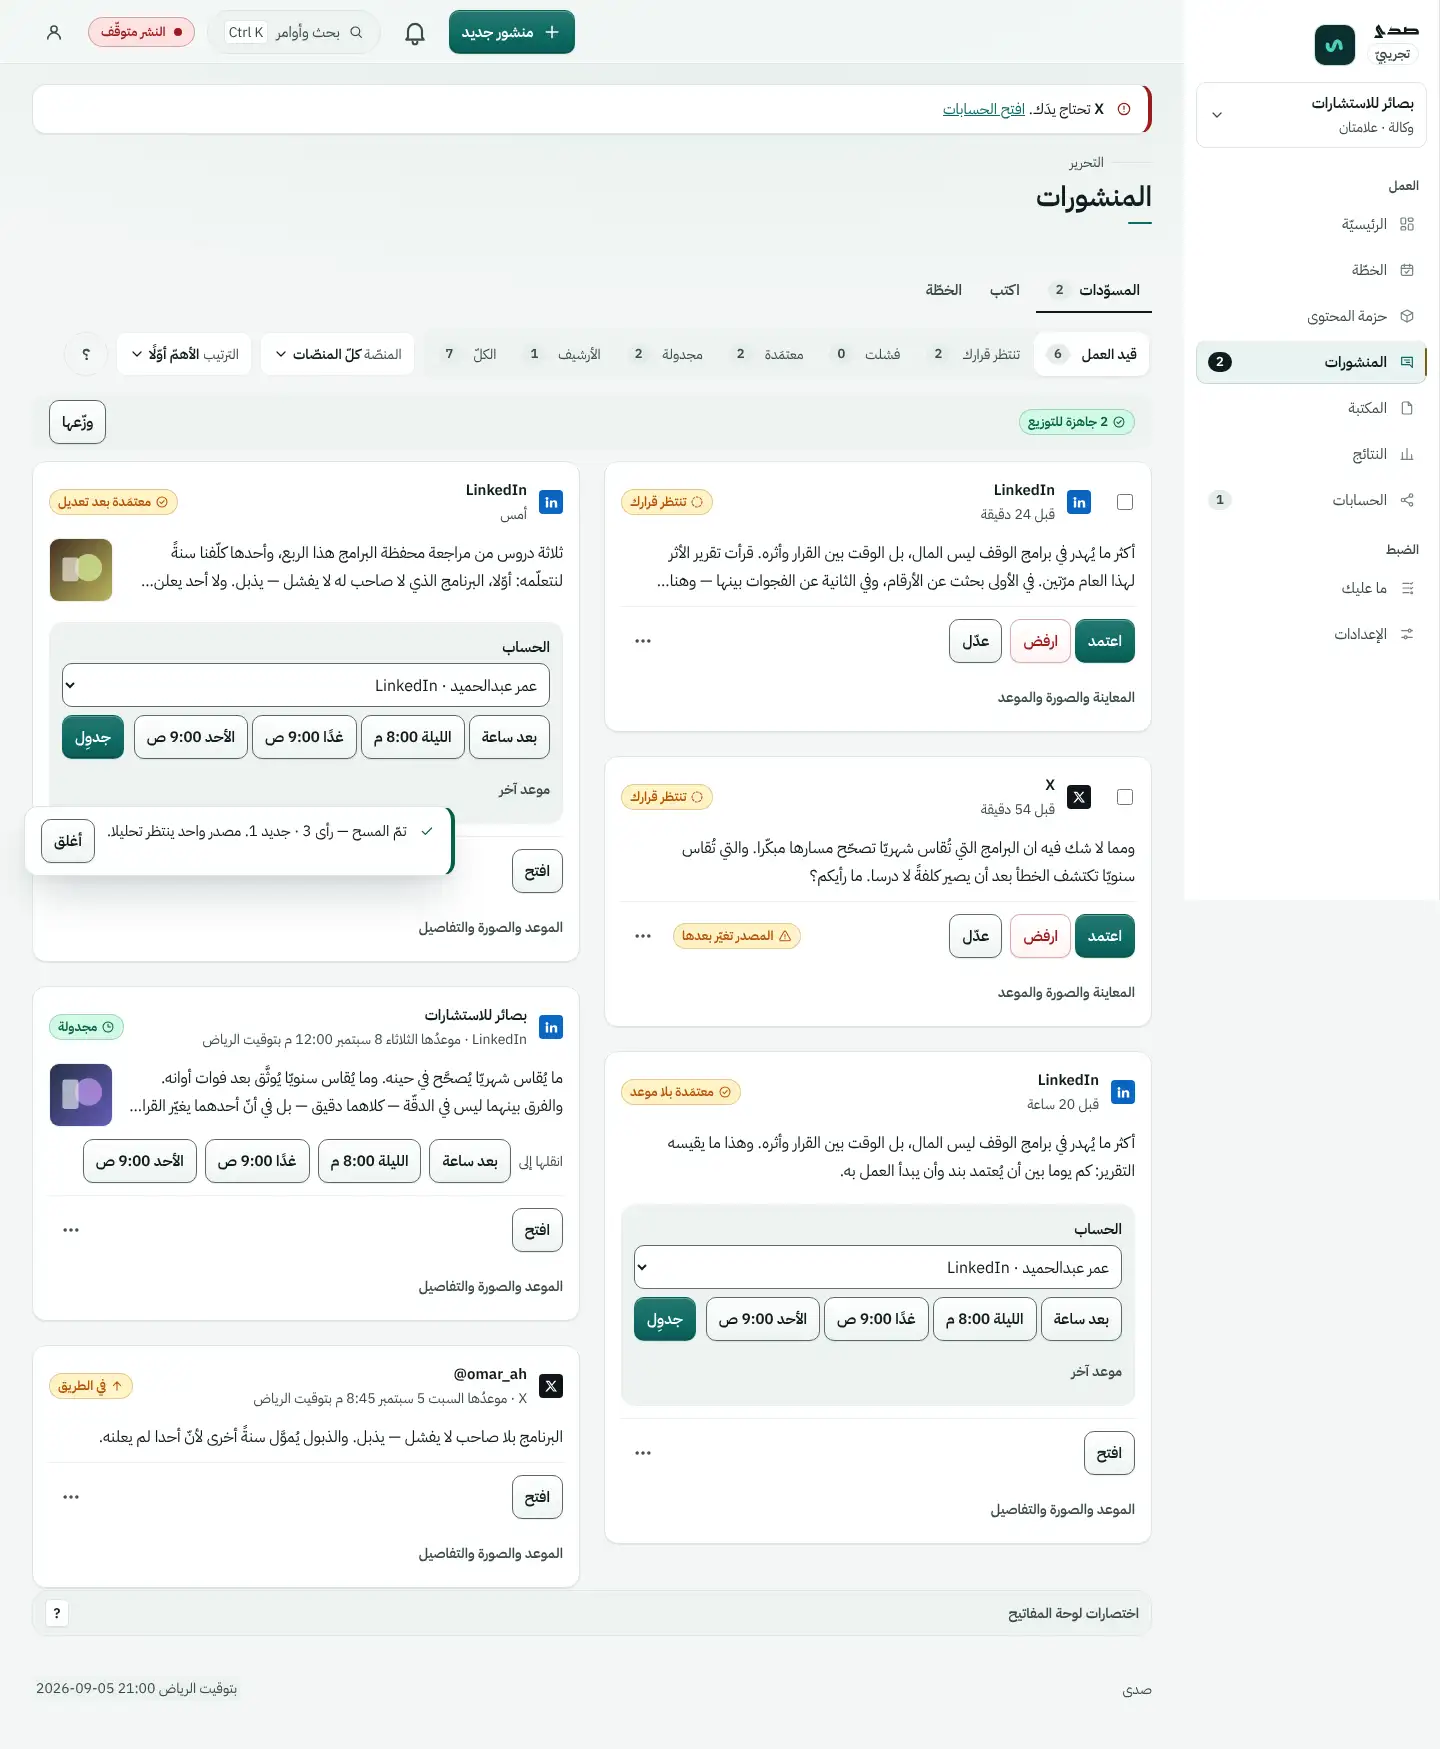 صدى
تجريبيّ
بصائر للاستشارات
وكالة · علامتان
العمل
الرئيسيّة
الخطّة
حزمة المحتوى
المنشورات 2
المكتبة
النتائج
الحسابات 1
الضبط
ما عليك
الإعدادات
منشور جديد
بحث وأوامر Ctrl K
النشر متوقّف
X تحتاج يدَك. افتح الحسابات
التحرير
المنشورات
المسوّدات 2
اكتب
الخطّة
قيد العمل 6
تنتظر قرارك 2
فشلت 0
معتمَدة 2
مجدولة 2
الأرشيف 1
الكلّ 7
المنصّة كلّ المنصّات
الترتيب الأهمّ أوّلًا
؟
2 جاهزة للتوزيع
وزّعها
LinkedIn
قبل 24 دقيقة
تنتظر قرارك
أكثر ما يُهدر في برامج الوقف ليس المال، بل الوقت بين القرار وأثره. قرأت تقرير الأثر
لهذا العام مرّتين. في الأولى بحثت عن الأرقام، وفي الثانية عن الفجوات بينها — وهنا...
اعتمد
ارفض
عدّل
المعاينة والصورة والموعد
X
قبل 54 دقيقة
تنتظر قرارك
ومما لا شك فيه ان البرامج التي تُقاس شهريّا تصحّح مسارها مبكّرا. والتي تُقاس
سنويّا تكتشف الخطأ بعد أن يصير كلفةً لا درسا. ما رأيكم؟
اعتمد
ارفض
عدّل
المصدر تغيّر بعدها
المعاينة والصورة والموعد
LinkedIn
قبل 20 ساعة
معتمَدة بلا موعد
أكثر ما يُهدر في برامج الوقف ليس المال، بل الوقت بين القرار وأثره. وهذا ما يقيسه
التقرير: كم يوما بين أن يُعتمد بند وأن يبدأ العمل به.
الحساب
عمر عبدالحميد · LinkedIn
بعد ساعة
الليلة 8:00 م
غدًا 9:00 ص
الأحد 9:00 ص
جدوِل
موعد آخر
افتح
الموعد والصورة والتفاصيل
LinkedIn
أمس
معتمَدة بعد تعديل
ثلاثة دروس من مراجعة محفظة البرامج هذا الربع، وأحدها كلّفنا سنةً
لنتعلّمه: أوّلا، البرنامج الذي لا صاحب له لا يفشل — يذبل. ولا أحد يعلن...
الحساب
عمر عبدالحميد · LinkedIn
بعد ساعة
الليلة 8:00 م
غدًا 9:00 ص
الأحد 9:00 ص
جدوِل
موعد آخر
تمّ المسح — رأى 3 · جديد 1. مصدر واحد ينتظر تحليلا.
أغلق
افتح
الموعد والصورة والتفاصيل
بصائر للاستشارات
LinkedIn · موعدُها الثلاثاء 8 سبتمبر 12:00 م بتوقيت الرياض
مجدولة
ما يُقاس شهريّا يُصحَّح في حينه. وما يُقاس سنويّا يُوثَّق بعد فوات أوانه.
والفرق بينهما ليس في الدقّة — كلاهما دقيق — بل في أنّ أحدهما يغيّر القرا...
انقلها إلى
بعد ساعة
الليلة 8:00 م
غدًا 9:00 ص
الأحد 9:00 ص
افتح
الموعد والصورة والتفاصيل
@omar_ah
X · موعدُها السبت 5 سبتمبر 8:45 م بتوقيت الرياض
في الطريق
البرنامج بلا صاحب لا يفشل — يذبل. والذبول يُموَّل سنةً أخرى لأنّ أحدا لم يعلنه.
افتح
الموعد والصورة والتفاصيل
اختصارات لوحة المفاتيح
?
صدى
بتوقيت الرياض 21:00 2026-09-05